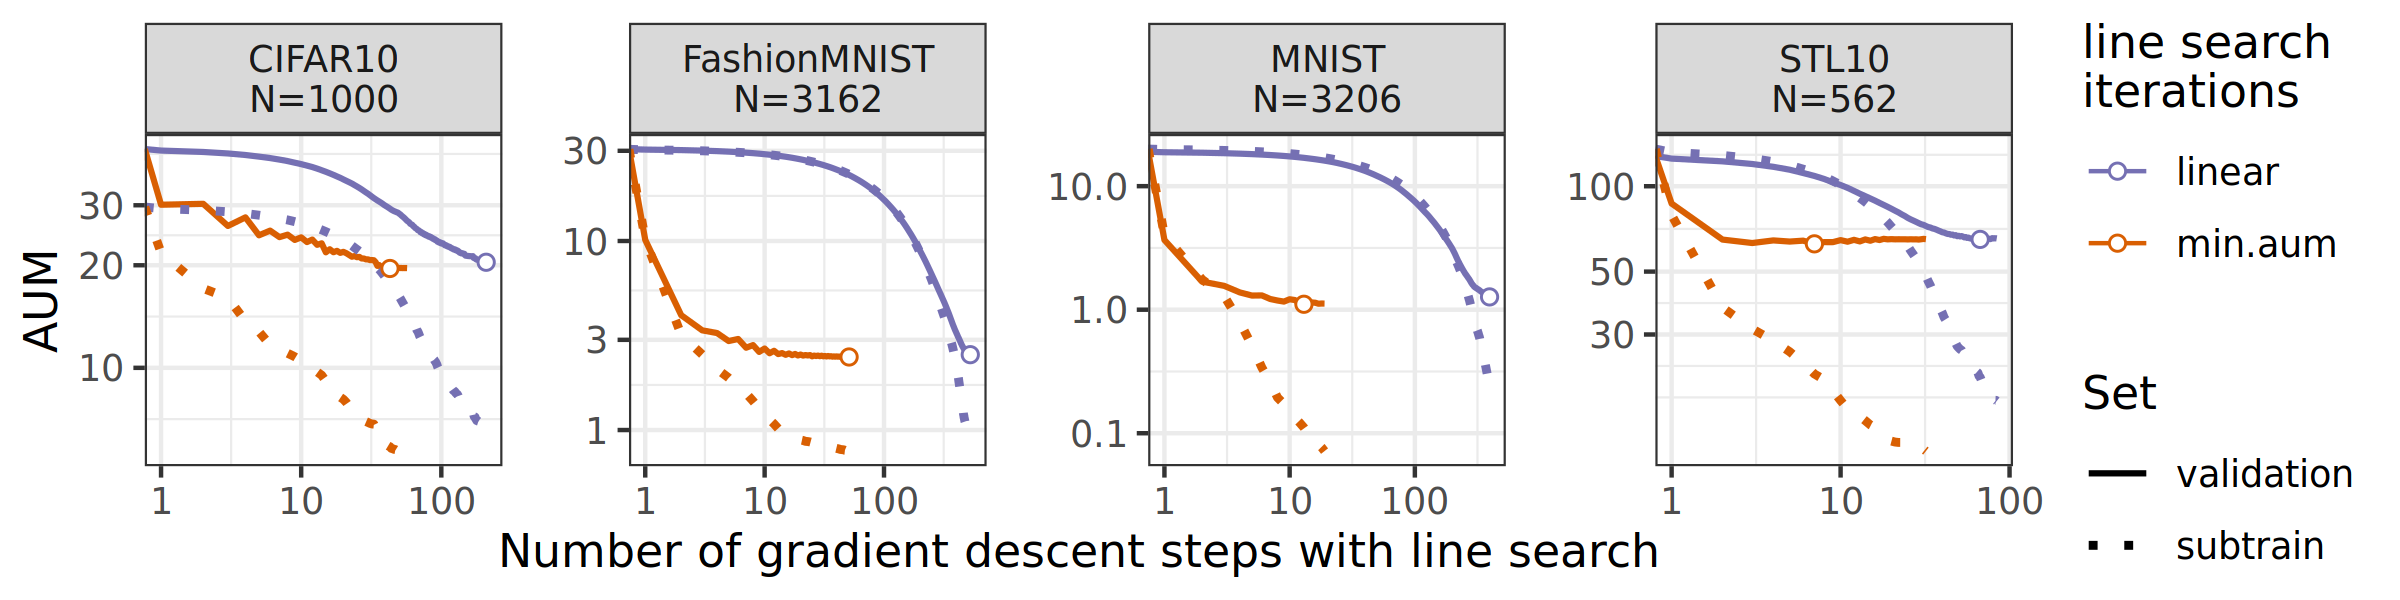 CIFAR10
N=1000
FashionMNIST
N=3162
MNIST
N=3206
STL10
N=562
AUM
30
20
10
30
10
3
1
10.0
1.0
0.1
100
50
30
1 10 100
1 10 100
1 10 100
1 10 100
Number of gradient descent steps with line search
line search
iterations
linear
min.aum
Set
validation
subtrain